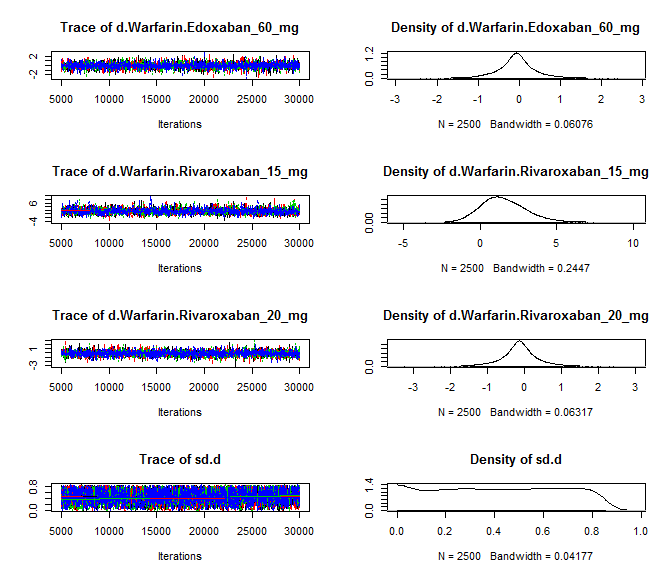 Trace of d.Warfarin.Edoxaban_60_mg
-2 2
5000 10000 15000 20000 25000 30000
Iterations
Density of d.Warfarin.Edoxaban_60_mg
0.0 1.2
-3 -2 -1 0 1 2 3
N = 2500 Bandwidth = 0.06076
Trace of d.Warfarin.Rivaroxaban_15_mg
-4 6
5000 10000 15000 20000 25000 30000
Iterations
Density of d.Warfarin.Rivaroxaban_15_mg
0.00
-5 0 5 10
N = 2500 Bandwidth = 0.2447
Trace of d.Warfarin.Rivaroxaban_20_mg
-3 1
5000 10000 15000 20000 25000 30000
Iterations
Density of d.Warfarin.Rivaroxaban_20_mg
0.0
-3 -2 -1 0 1 2 3
N = 2500 Bandwidth = 0.06317
Trace of sd.d
0.0 0.8
5000 10000 15000 20000 25000 30000
Iterations
Density of sd.d
0.0 1.4
0.0 0.2 0.4 0.6 0.8 1.0
N = 2500 Bandwidth = 0.04177